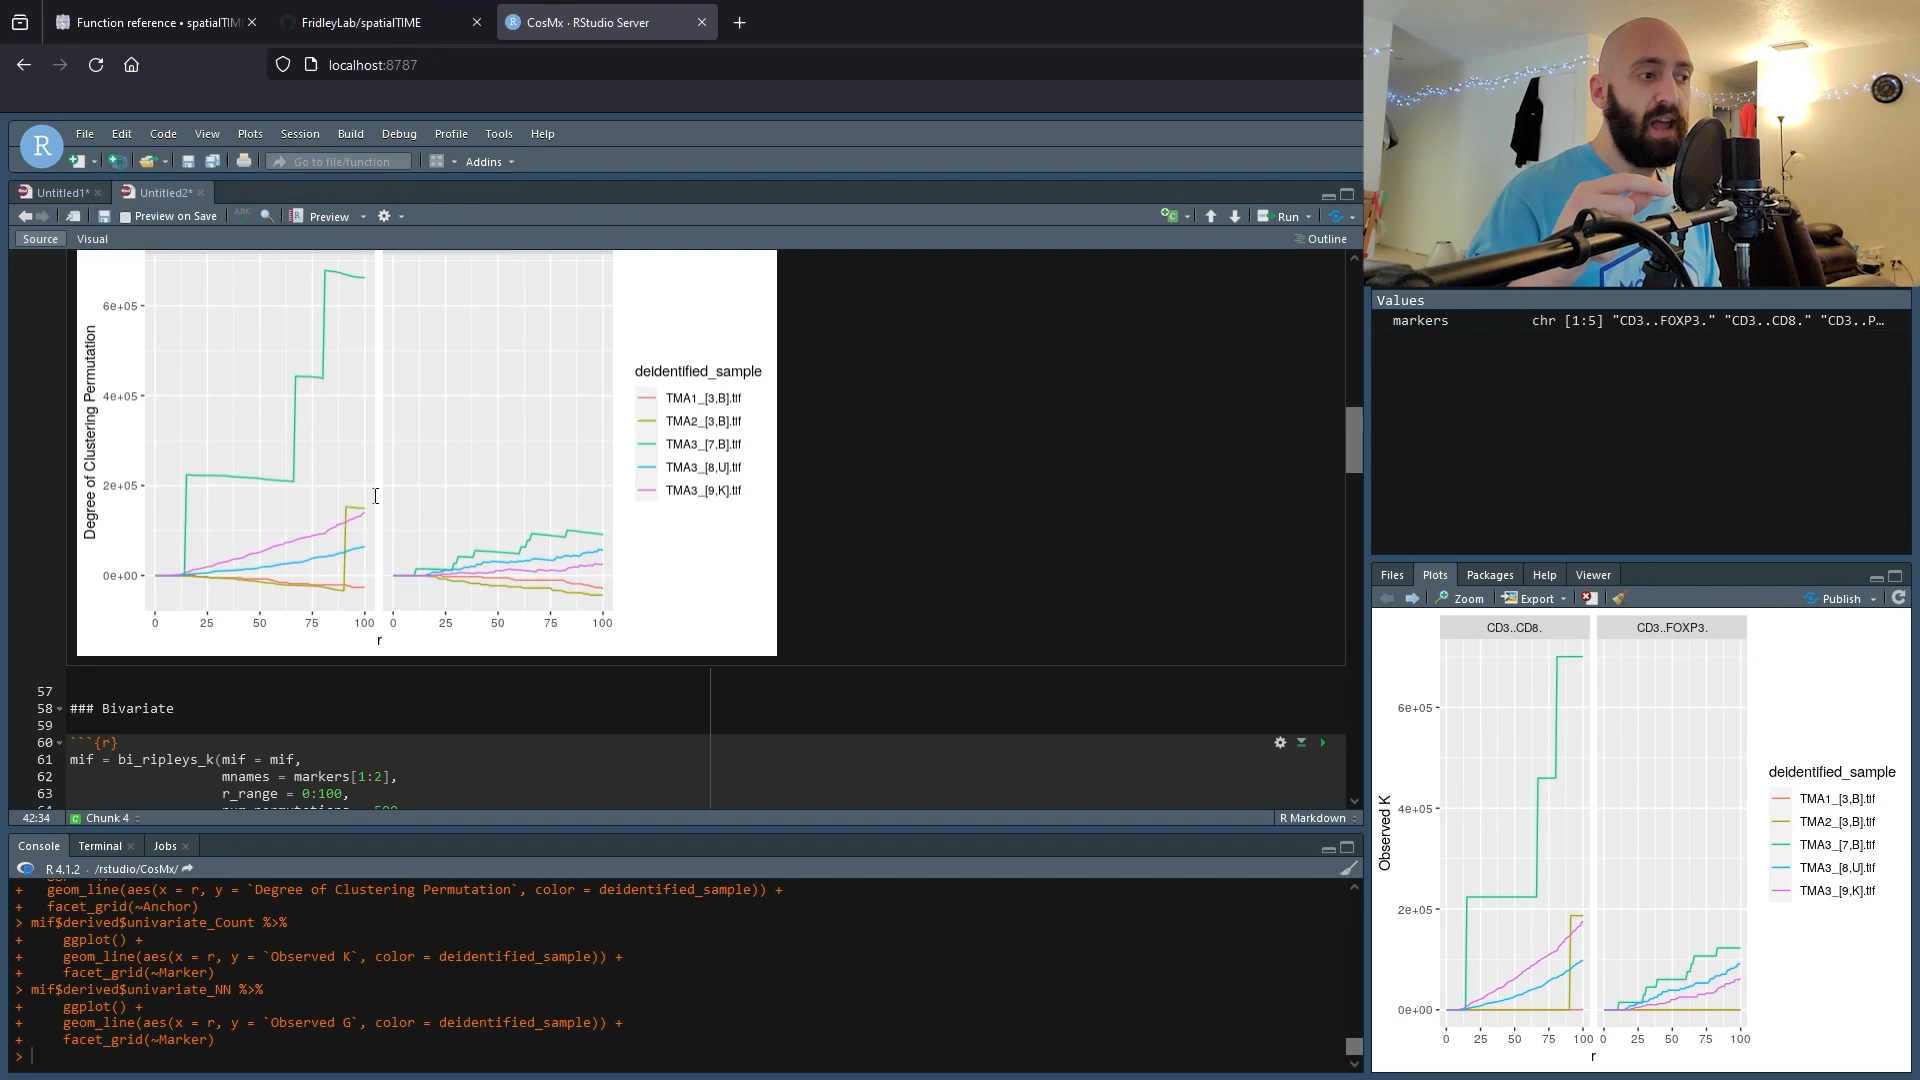 Function reference • spatialTIM
FridleyLab/spatialTIME
CosMx · RStudio Server
localhost:8787
R
File Edit Code View Plots Session Build Debug Profile Tools Help
Go to file/function
Addins
Untitled1*
Untitled2*
Preview on Save
ABC
Preview
Run
Source
Visual
Outline
Degree of Clustering Permutation
6e+05
4e+05
2e+05
0e+00
0 25 50 75 100 0 25 50 75 100
r
deidentified_sample
TMA1_[3,B].tif
TMA2_[3,B].tif
TMA3_[7,B].tif
TMA3_[8,U].tif
TMA3_[9,K].tif
57
58 ### Bivariate
59
60 ```{r}
61 mif = bi_ripleys_k(mif = mif,
62 mnames = markers[1:2],
63 r_range = 0:100,
42:34
Chunk 4
R Markdown
Console
Terminal
Jobs
R 4.1.2 · /rstudio/CosMx/
+   geom_line(aes(x = r, y = `Degree of Clustering Permutation`, color = deidentified_sample)) +
+   facet_grid(~Anchor)
> mif$derived$univariate_Count %>%
+     ggplot() +
+     geom_line(aes(x = r, y = `Observed K`, color = deidentified_sample)) +
+     facet_grid(~Marker)
> mif$derived$univariate_NN %>%
+     ggplot() +
+     geom_line(aes(x = r, y = `Observed G`, color = deidentified_sample)) +
+     facet_grid(~Marker)
>
Values
markers chr [1:5] "CD3..FOXP3." "CD3..CD8." "CD3..P…
Files
Plots
Packages
Help
Viewer
Zoom
Export
Publish
CD3..CD8.
CD3..FOXP3.
Observed K
6e+05
4e+05
2e+05
0e+00
0 25 50 75 100 0 25 50 75 100
r
deidentified_sample
TMA1_[3,B].tif
TMA2_[3,B].tif
TMA3_[7,B].tif
TMA3_[8,U].tif
TMA3_[9,K].tif